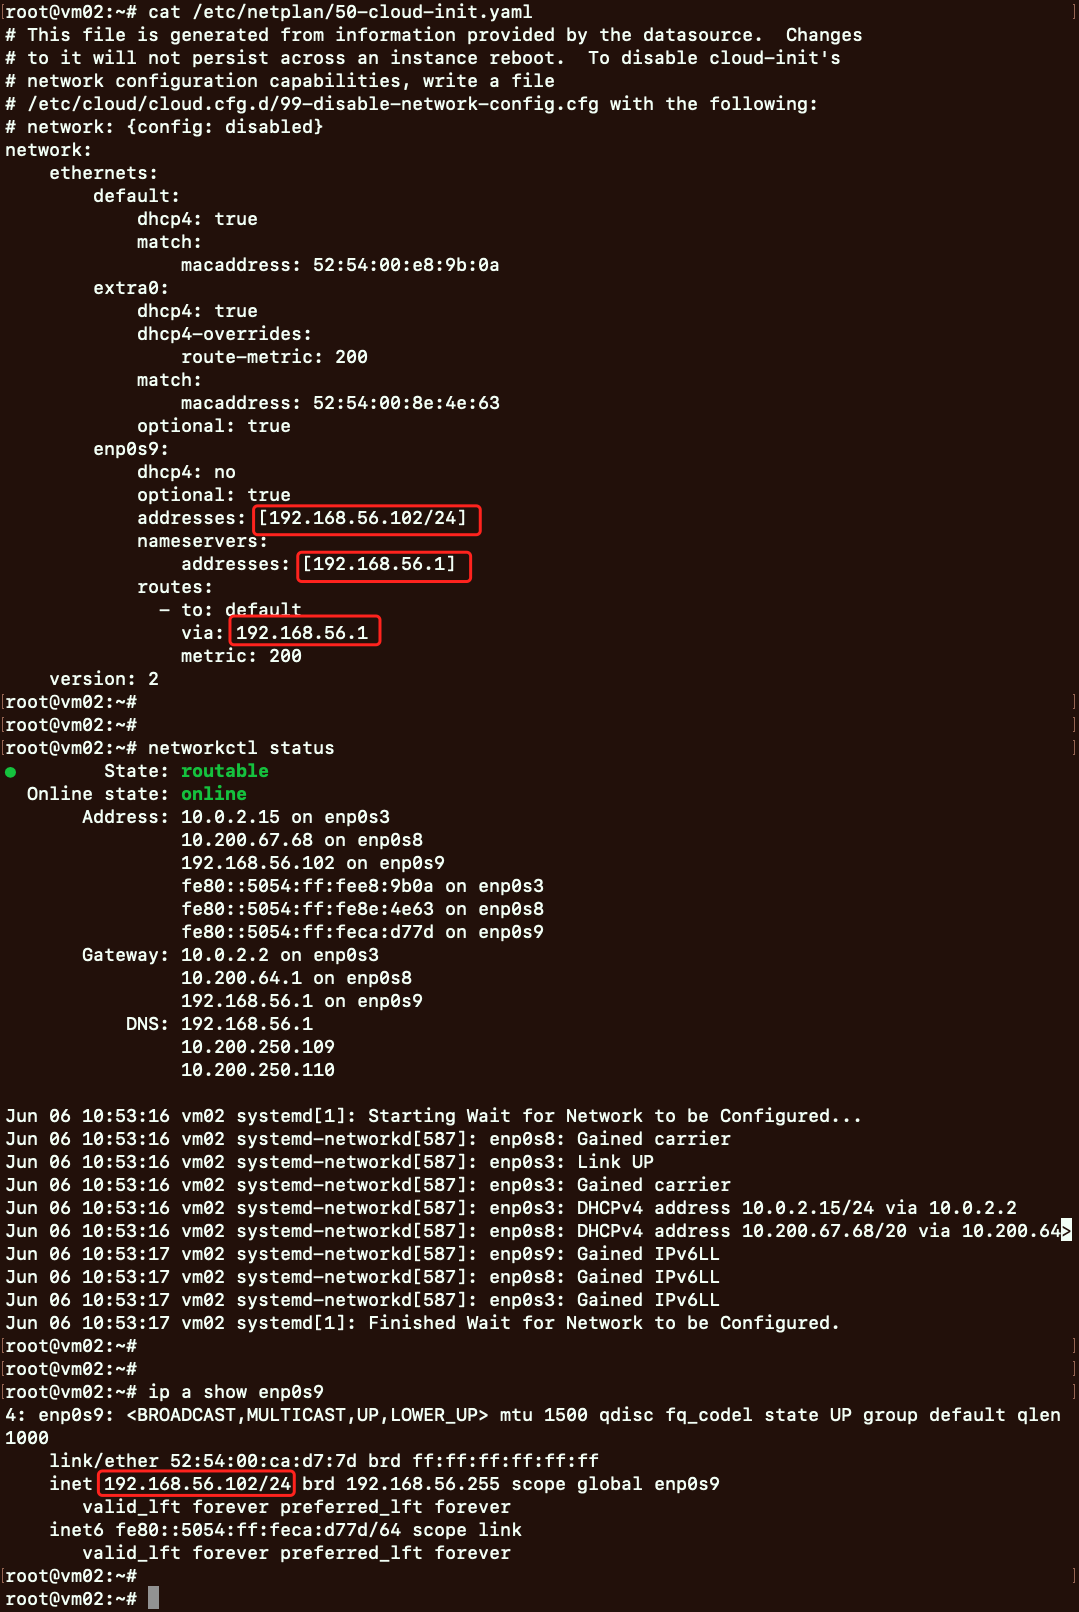 [root@vm02:~# cat /etc/netplan/50-cloud-init.yaml ]
# This file is generated from information provided by the datasource.  Changes
# to it will not persist across an instance reboot.  To disable cloud-init's
# network configuration capabilities, write a file
# /etc/cloud/cloud.cfg.d/99-disable-network-config.cfg with the following:
# network: {config: disabled}
network:
    ethernets:
        default:
            dhcp4: true
            match:
                macaddress: 52:54:00:e8:9b:0a
        extra0:
            dhcp4: true
            dhcp4-overrides:
                route-metric: 200
            match:
                macaddress: 52:54:00:8e:4e:63
            optional: true
        enp0s9:
            dhcp4: no
            optional: true
            addresses: [192.168.56.102/24]
            nameservers:
                addresses: [192.168.56.1]
            routes:
              - to: default
                via: 192.168.56.1
                metric: 200
    version: 2
[root@vm02:~# ]
[root@vm02:~# ]
[root@vm02:~# networkctl status ]
●        State: routable
  Online state: online
       Address: 10.0.2.15 on enp0s3
                10.200.67.68 on enp0s8
                192.168.56.102 on enp0s9
                fe80::5054:ff:fee8:9b0a on enp0s3
                fe80::5054:ff:fe8e:4e63 on enp0s8
                fe80::5054:ff:feca:d77d on enp0s9
       Gateway: 10.0.2.2 on enp0s3
                10.200.64.1 on enp0s8
                192.168.56.1 on enp0s9
           DNS: 192.168.56.1
                10.200.250.109
                10.200.250.110
Jun 06 10:53:16 vm02 systemd[1]: Starting Wait for Network to be Configured...
Jun 06 10:53:16 vm02 systemd-networkd[587]: enp0s8: Gained carrier
Jun 06 10:53:16 vm02 systemd-networkd[587]: enp0s3: Link UP
Jun 06 10:53:16 vm02 systemd-networkd[587]: enp0s3: Gained carrier
Jun 06 10:53:16 vm02 systemd-networkd[587]: enp0s3: DHCPv4 address 10.0.2.15/24 via 10.0.2.2
Jun 06 10:53:16 vm02 systemd-networkd[587]: enp0s8: DHCPv4 address 10.200.67.68/20 via 10.200.64>
Jun 06 10:53:17 vm02 systemd-networkd[587]: enp0s9: Gained IPv6LL
Jun 06 10:53:17 vm02 systemd-networkd[587]: enp0s8: Gained IPv6LL
Jun 06 10:53:17 vm02 systemd-networkd[587]: enp0s3: Gained IPv6LL
Jun 06 10:53:17 vm02 systemd[1]: Finished Wait for Network to be Configured.
[root@vm02:~# ]
[root@vm02:~# ]
[root@vm02:~# ip a show enp0s9 ]
4: enp0s9: <BROADCAST,MULTICAST,UP,LOWER_UP> mtu 1500 qdisc fq_codel state UP group default qlen
1000
    link/ether 52:54:00:ca:d7:7d brd ff:ff:ff:ff:ff:ff
    inet 192.168.56.102/24 brd 192.168.56.255 scope global enp0s9
       valid_lft forever preferred_lft forever
    inet6 fe80::5054:ff:feca:d77d/64 scope link
       valid_lft forever preferred_lft forever
[root@vm02:~# ]
root@vm02:~#